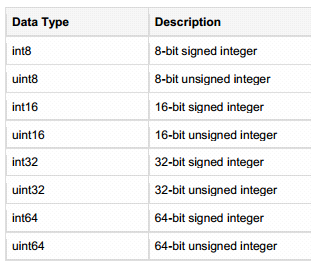 Data Type Description
int8 8-bit signed integer
uint8 8-bit unsigned integer
int16 16-bit signed integer
uint16 16-bit unsigned integer
int32 32-bit signed integer
uint32 32-bit unsigned integer
int64 64-bit signed integer
uint64 64-bit unsigned integer